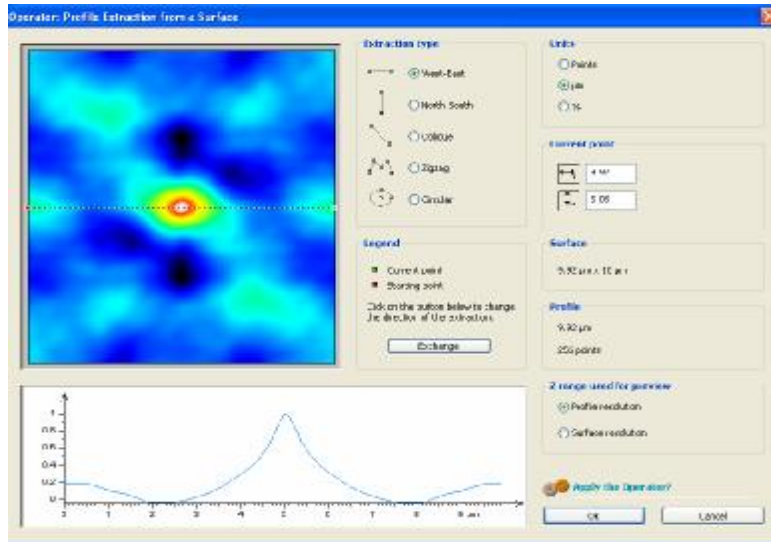 Operator: Profile Extraction from a Surface
Extraction type
West-East
North South
Oblique
Zigzag
Circular
Units
Points
µm
%
Current point
5.08
Legend
Current point
Starting point
Click on the button below to change
the direction of the extraction.
Exchange
Surface
9.92 µm x 10 µm
Profile
9.92 µm
256 points
Z range used for preview
Profile resolution
Surface resolution
1
0.8
0.6
0.4
0.2
0
0 1 2 3 4 5 6 7 8 9 µm
Apply the Operator?
OK
Cancel